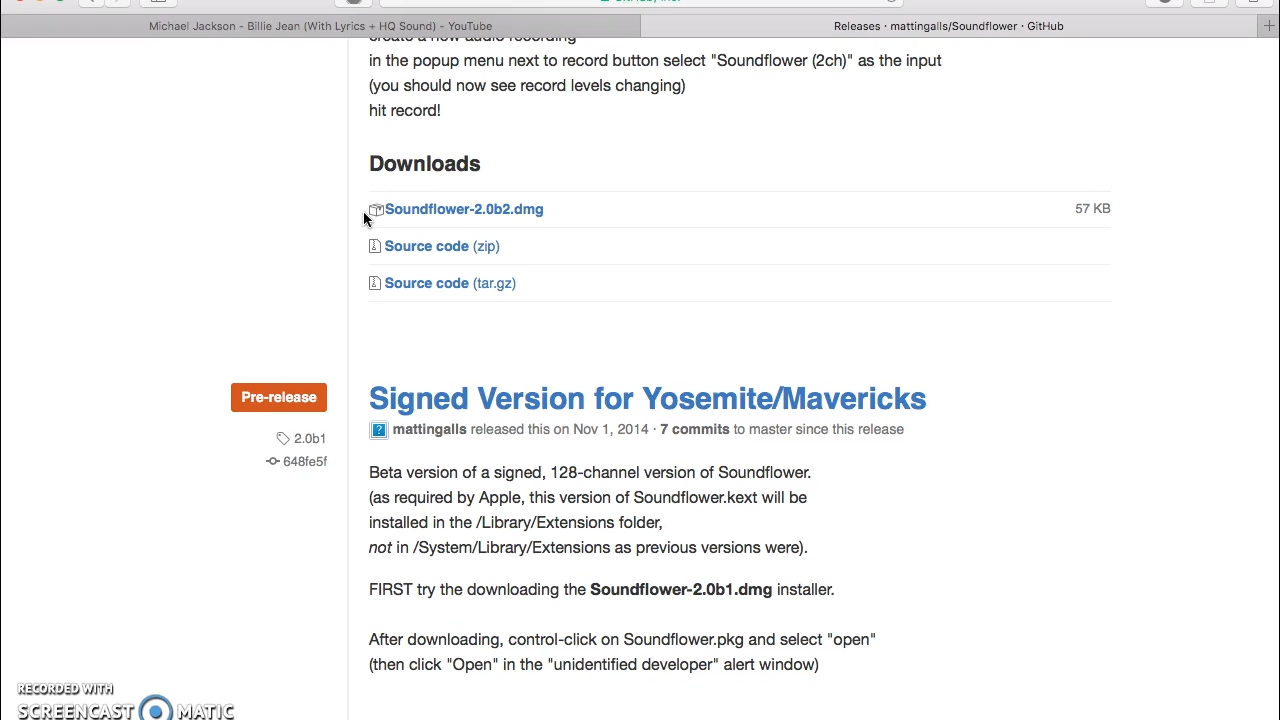 Michael Jackson - Billie Jean (With Lyrics + HQ Sound) - YouTube
Releases · mattingalls/Soundflower · GitHub
create a new audio recording
in the popup menu next to record button select "Soundflower (2ch)" as the input
(you should now see record levels changing)
hit record!
Downloads
Soundflower-2.0b2.dmg
57 KB
Source code (zip)
Source code (tar.gz)
Pre-release
2.0b1
648fe5f
Signed Version for Yosemite/Mavericks
mattingalls released this on Nov 1, 2014 · 7 commits to master since this release
Beta version of a signed, 128-channel version of Soundflower.
(as required by Apple, this version of Soundflower.kext will be
installed in the /Library/Extensions folder,
not in /System/Library/Extensions as previous versions were).
FIRST try the downloading the Soundflower-2.0b1.dmg installer.
After downloading, control-click on Soundflower.pkg and select "open"
(then click "Open" in the "unidentified developer" alert window)
RECORDED WITH
SCREENCAST MATIC